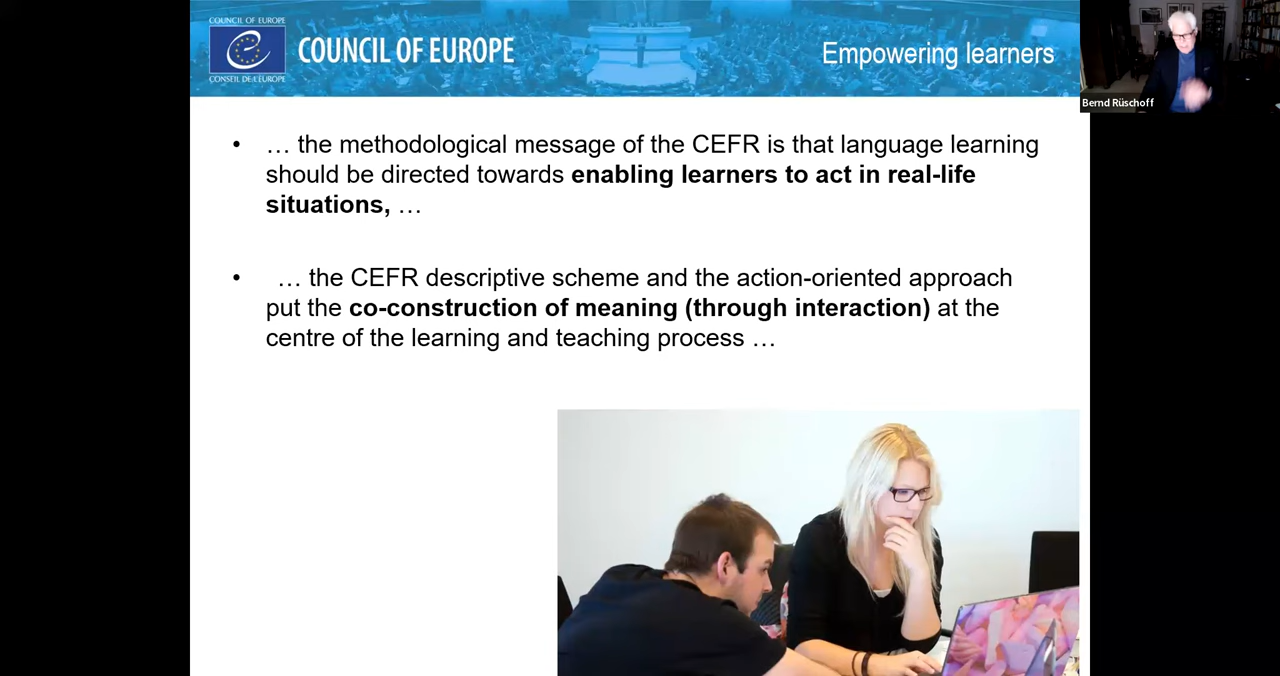 COUNCIL OF EUROPE
COUNCIL OF EUROPE
CONSEIL DE L'EUROPE
Empowering learners
Bernd Rüschoff
• … the methodological message of the CEFR is that language learning
should be directed towards enabling learners to act in real-life
situations, …
• … the CEFR descriptive scheme and the action-oriented approach
put the co-construction of meaning (through interaction) at the
centre of the learning and teaching process …